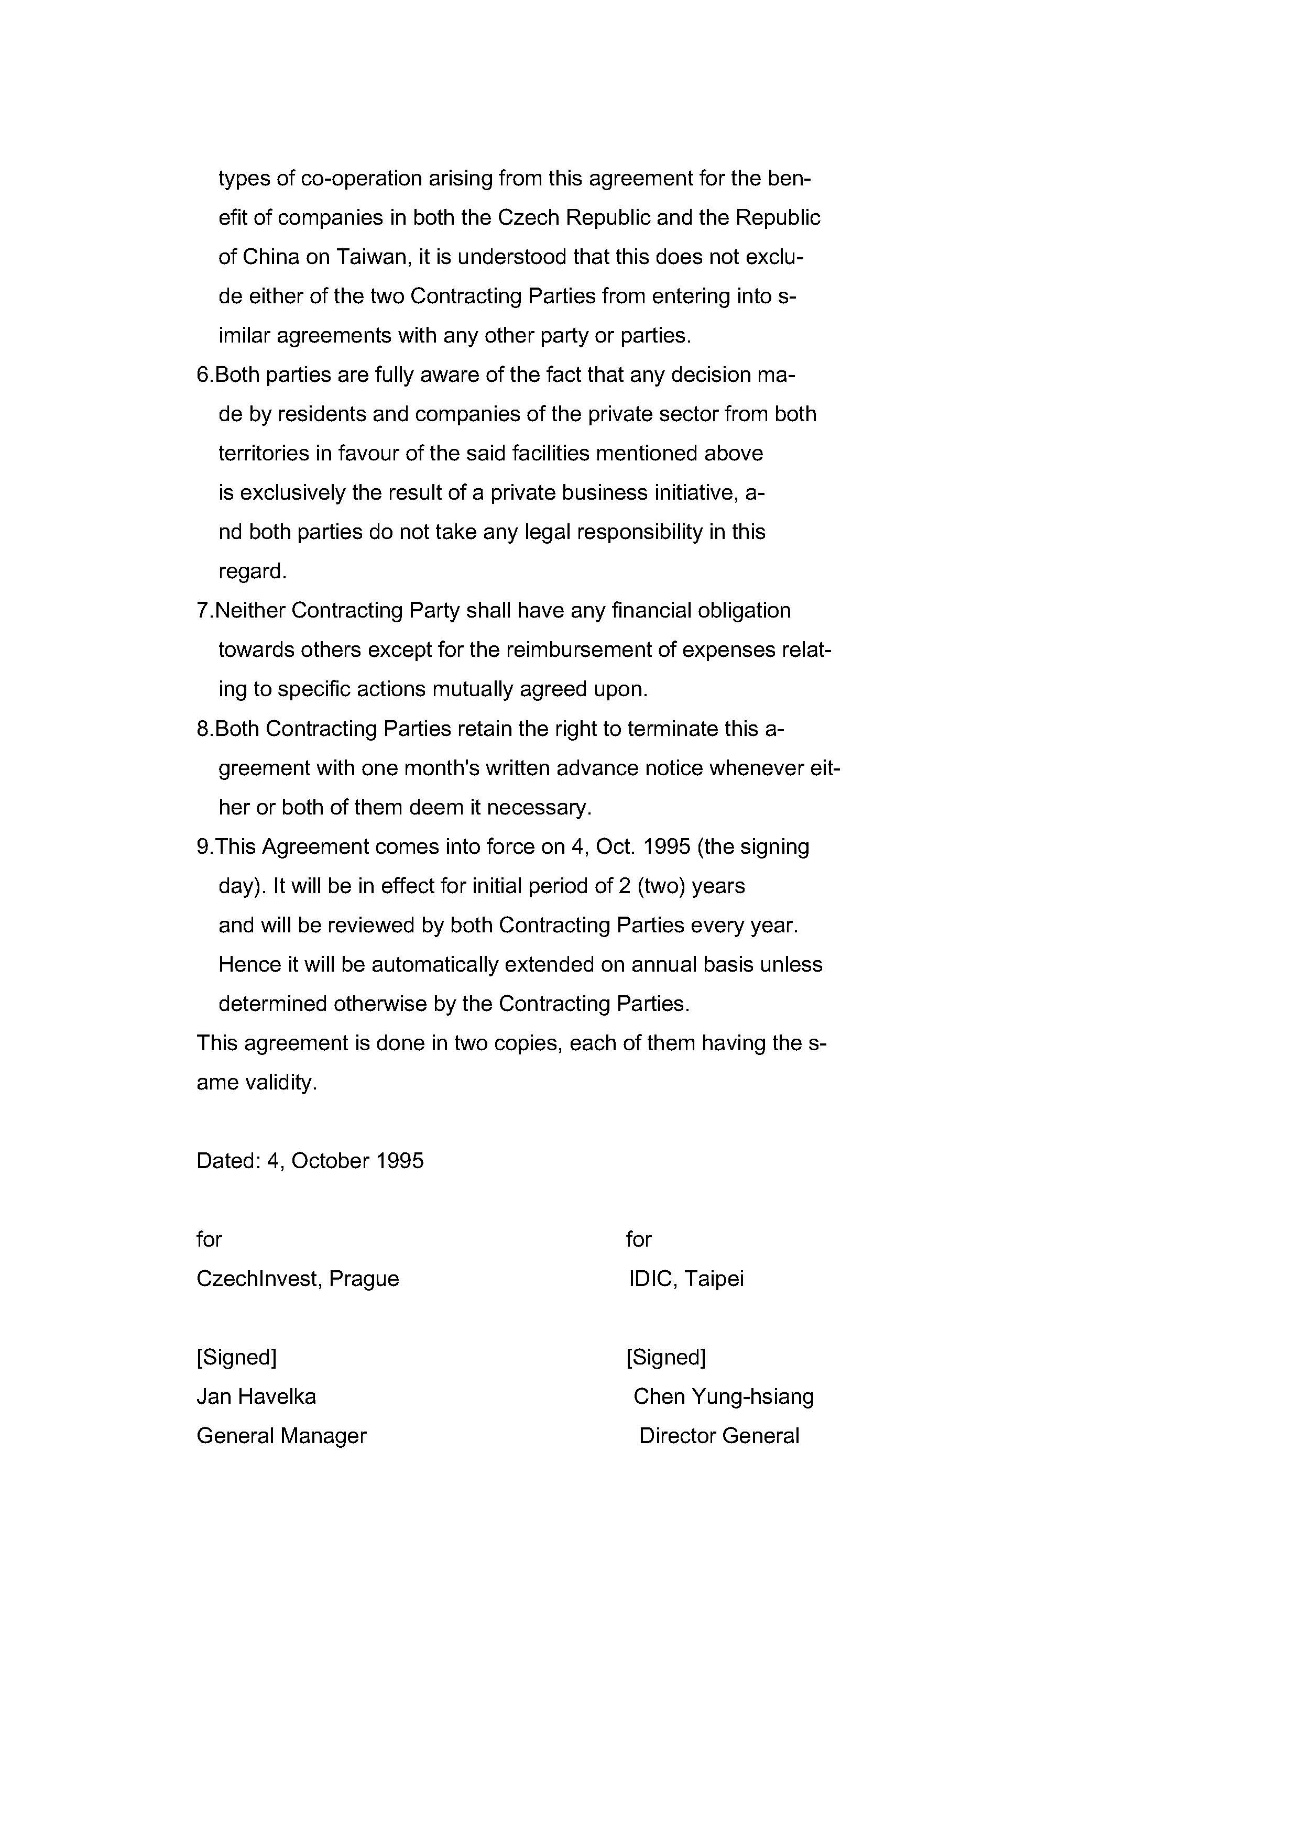 types of co-operation arising from this agreement for the ben-
efit of companies in both the Czech Republic and the Republic
of China on Taiwan, it is understood that this does not exclu-
de either of the two Contracting Parties from entering into s-
imilar agreements with any other party or parties.
6.Both parties are fully aware of the fact that any decision ma-
de by residents and companies of the private sector from both
territories in favour of the said facilities mentioned above
is exclusively the result of a private business initiative, a-
nd both parties do not take any legal responsibility in this
regard.
7.Neither Contracting Party shall have any financial obligation
towards others except for the reimbursement of expenses relat-
ing to specific actions mutually agreed upon.
8.Both Contracting Parties retain the right to terminate this a-
greement with one month's written advance notice whenever eit-
her or both of them deem it necessary.
9.This Agreement comes into force on 4, Oct. 1995 (the signing
day). It will be in effect for initial period of 2 (two) years
and will be reviewed by both Contracting Parties every year.
Hence it will be automatically extended on annual basis unless
determined otherwise by the Contracting Parties.
This agreement is done in two copies, each of them having the s-
ame validity.
Dated: 4, October 1995
for for
CzechInvest, Prague IDIC, Taipei
[Signed] [Signed]
Jan Havelka Chen Yung-hsiang
General Manager Director General